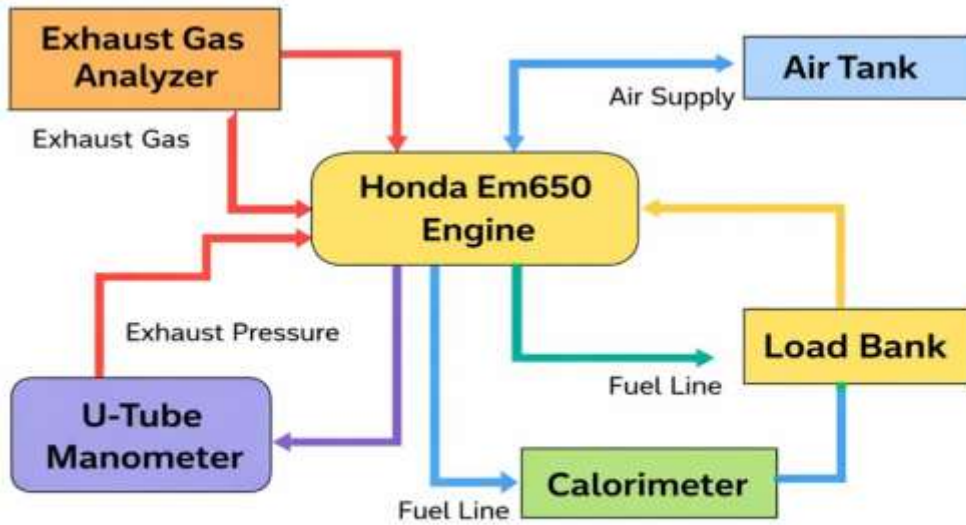 Exhaust Gas
Analyzer
Air Tank
Air Supply
Exhaust Gas
Honda Em650
Engine
Exhaust Pressure
Load Bank
Fuel Line
U-Tube
Manometer
Calorimeter
Fuel Line